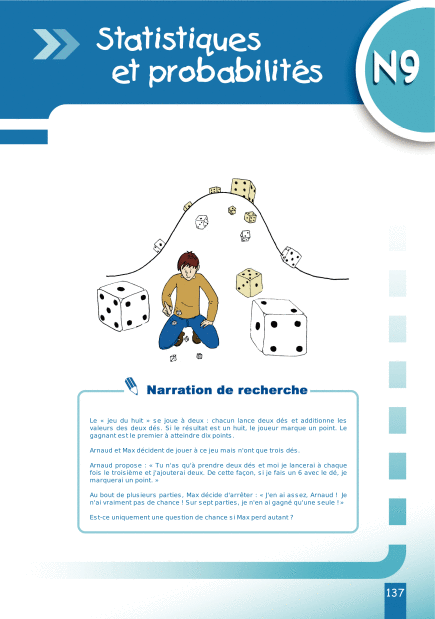 Statistiques
et probabilités
N9
Narration de recherche
Le « jeu du huit » se joue à deux : chacun lance deux dés et additionne les
valeurs des deux dés. Si le résultat est un huit, le joueur marque un point. Le
gagnant est le premier à atteindre dix points.
Arnaud et Max décident de jouer à ce jeu mais n'ont que trois dés.
Arnaud propose : « Tu n'as qu'à prendre deux dés et moi je lancerai à chaque
fois le troisième et j'ajouterai deux. De cette façon, si je fais un 6 avec le dé, je
marquerai un point. »
Au bout de plusieurs parties, Max décide d'arrêter : « J'en ai assez, Arnaud ! Je
n'ai vraiment pas de chance ! Sur sept parties, je n'en ai gagné qu'une seule ! »
Est-ce uniquement une question de chance si Max perd autant ?
137